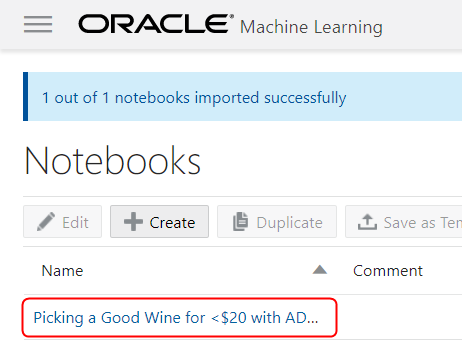 ORACLE® Machine Learning
1 out of 1 notebooks imported successfully
Notebooks
Edit Create Duplicate Save as Ter
Name Comment
Picking a Good Wine for <$20 with AD...